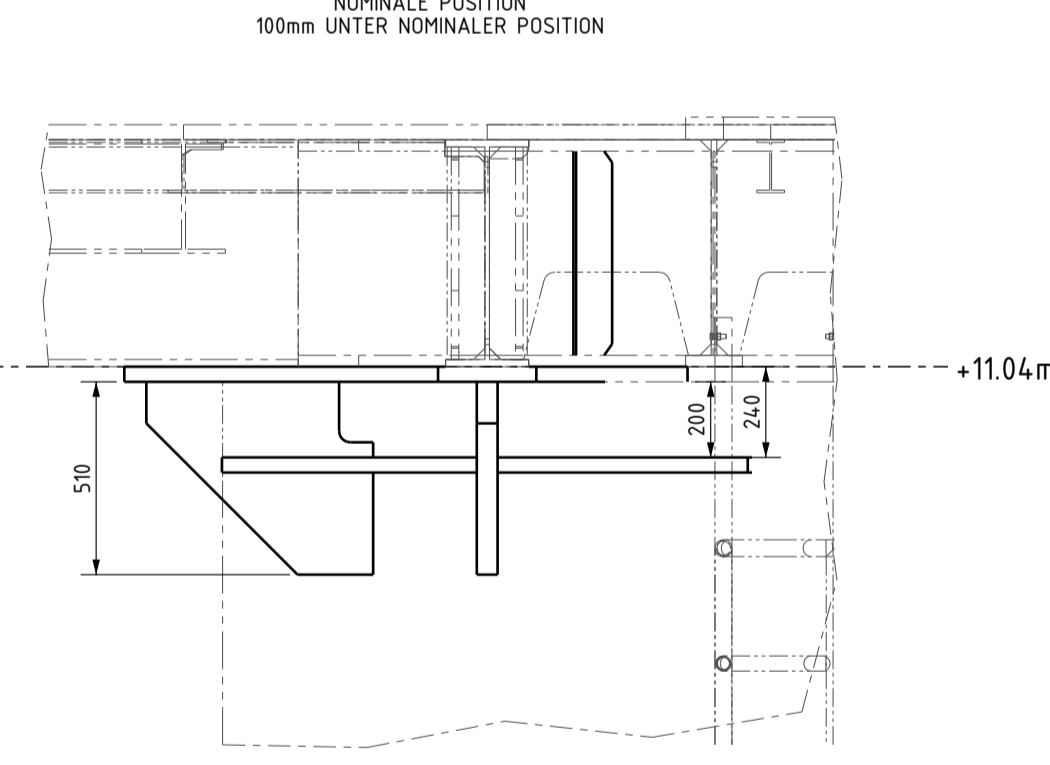 NOMINALE POSITION
100mm UNTER NOMINALER POSITION
+11.04m
200
240
510